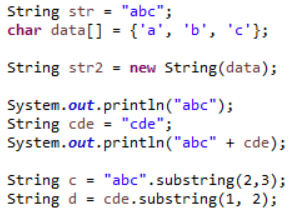 String str = "abc";
char data[] = {'a', 'b', 'c'};
String str2 = new String(data);
System.out.println("abc");
String cde = "cde";
System.out.println("abc" + cde);
String c = "abc".substring(2,3);
String d = cde.substring(1, 2);